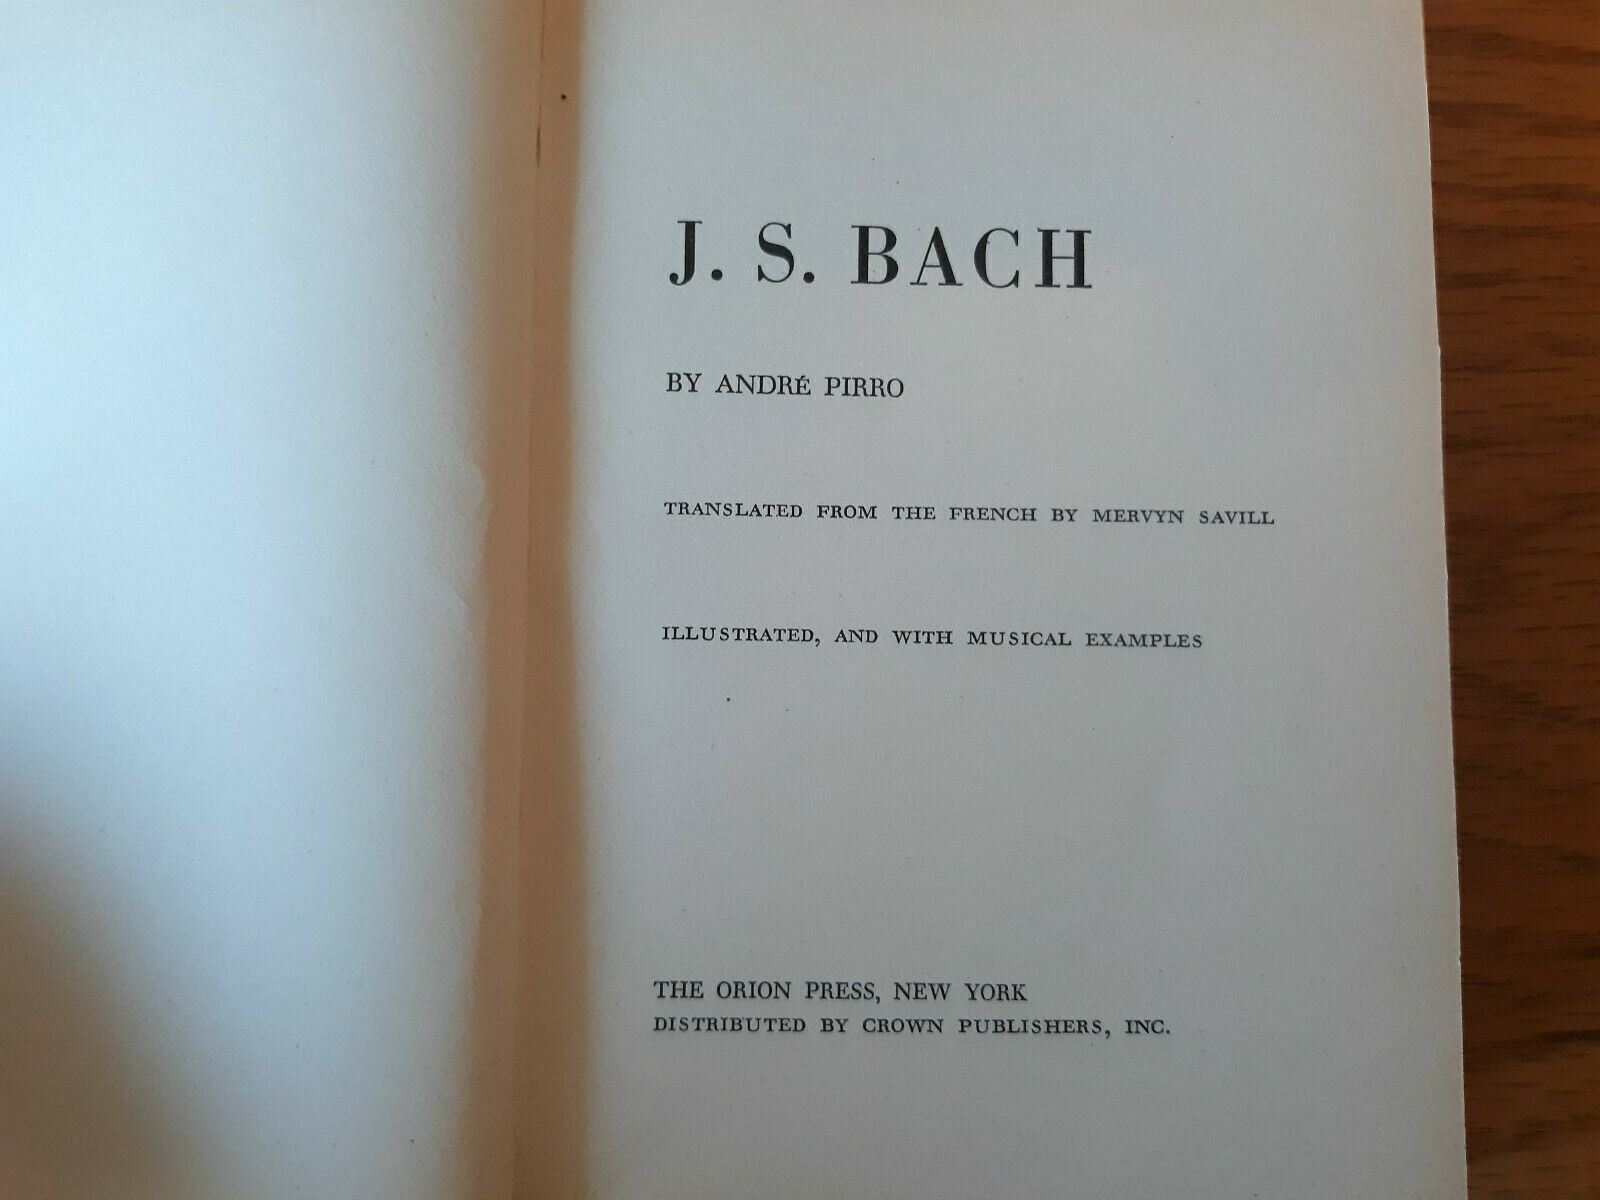 J. S. BACH
BY ANDRÉ PIRRO
TRANSLATED FROM THE FRENCH BY MERVYN SAVILL
ILLUSTRATED, AND WITH MUSICAL EXAMPLES
THE ORION PRESS, NEW YORK
DISTRIBUTED BY CROWN PUBLISHERS, INC.